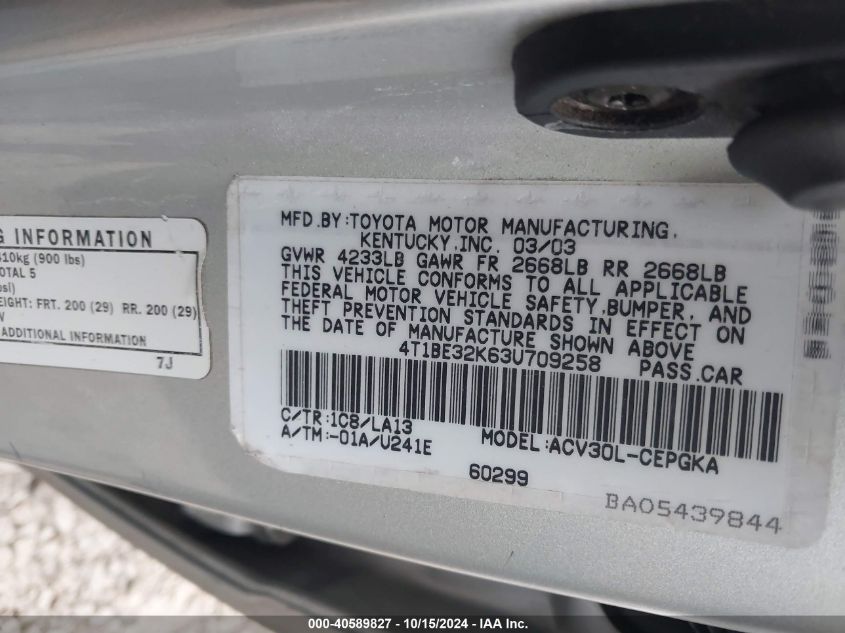 G INFORMATION
410kg (900 lbs)
OTAL 5
psi)
EIGHT: FRT. 200 (29) RR. 200 (29)
W
ADDITIONAL INFORMATION
7J
MFD.BY:TOYOTA MOTOR MANUFACTURING,
KENTUCKY,INC. 03/03
GVWR 4233LB GAWR FR 2668LB RR 2668LB
THIS VEHICLE CONFORMS TO ALL APPLICABLE
FEDERAL MOTOR VEHICLE SAFETY,BUMPER, AND
THEFT PREVENTION STANDARDS IN EFFECT ON
THE DATE OF MANUFACTURE SHOWN ABOVE
4T1BE32K63U709258 PASS.CAR
C/TR:1C8/LA13
A/TM:-01A/U241E MODEL:ACV30L-CEPGKA
60299
BA05439844
000-40589827 - 10/15/2024 - IAA Inc.